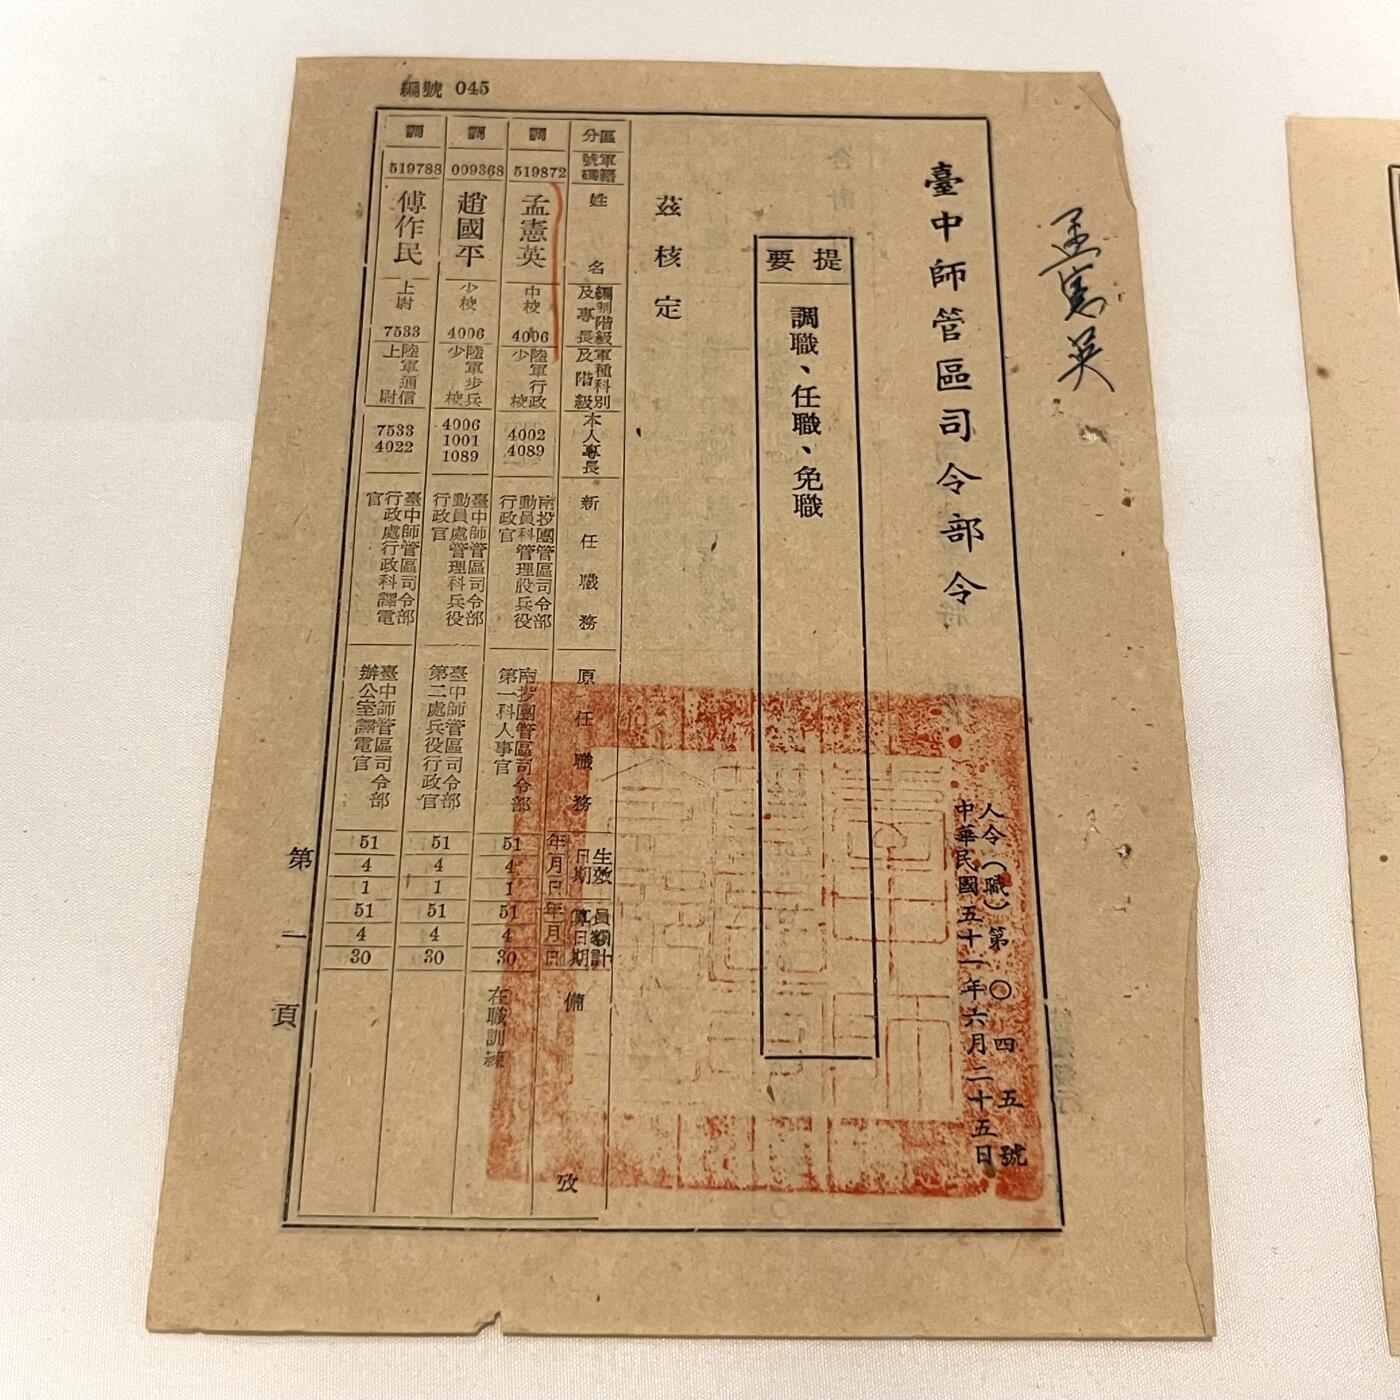 編號 045
孟憲英
臺中師管區司令部令
人令（職）第〇四五號
中華民國五十一年六月二十五日
提要
調職、任職、免職
茲核定
區分
軍籍號碼
姓名
編制階級及專長
軍種科別及階級
本人專長
新任職務
原任職務
生效日期
年月日
員額計算日期
年月日
備攷
調
519872
孟憲英
中校
4006
陸軍行政
少校
4002
4089
南投團管區司令部
動員科管理股兵役
行政官
南投團管區司令部
第一科人事官
51
4
1
51
4
30
在職訓練
調
009368
趙國平
少校
4006
陸軍步兵
少校
4006
1001
1089
臺中師管區司令部
動員處管理科兵役
行政官
臺中師管區司令部
第二處兵役行政官
51
4
1
51
4
30
調
519788
傅作民
上尉
7533
陸軍通信
上尉
7533
4022
臺中師管區司令部
行政處行政科譯電
官
臺中師管區司令部
辦公室譯電官
51
4
1
51
4
30
第一頁